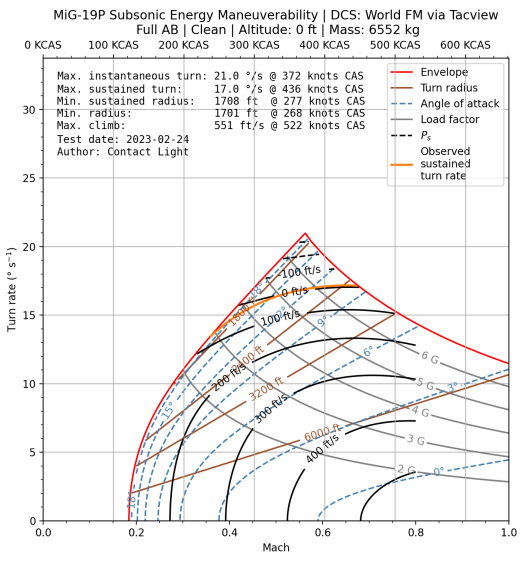 MiG-19P Subsonic Energy Maneuverability | DCS: World FM via Tacview
Full AB | Clean | Altitude: 0 ft | Mass: 6552 kg
0 KCAS 100 KCAS 200 KCAS 300 KCAS 400 KCAS 500 KCAS 600 KCAS
Max. instantaneous turn: 21.0 °/s @ 372 knots CAS
Max. sustained turn: 17.0 °/s @ 436 knots CAS
Min. sustained radius: 1708 ft @ 277 knots CAS
Min. radius: 1701 ft @ 268 knots CAS
Max. climb: 551 ft/s @ 522 knots CAS
Test date: 2023-02-24
Author: Contact Light
Envelope
Turn radius
Angle of attack
Load factor
Ps
Observed
sustained
turn rate
30
25
20
15
10
5
0
Turn rate (° s⁻¹)
-100 ft/s
0 ft/s
100 ft/s
200 ft/s
300 ft/s
400 ft/s
3200 ft
6000 ft
15°
18°
9°
6°
3°
0°
6 G
5 G
4 G
3 G
2 G
0.0 0.2 0.4 0.6 0.8 1.0
Mach